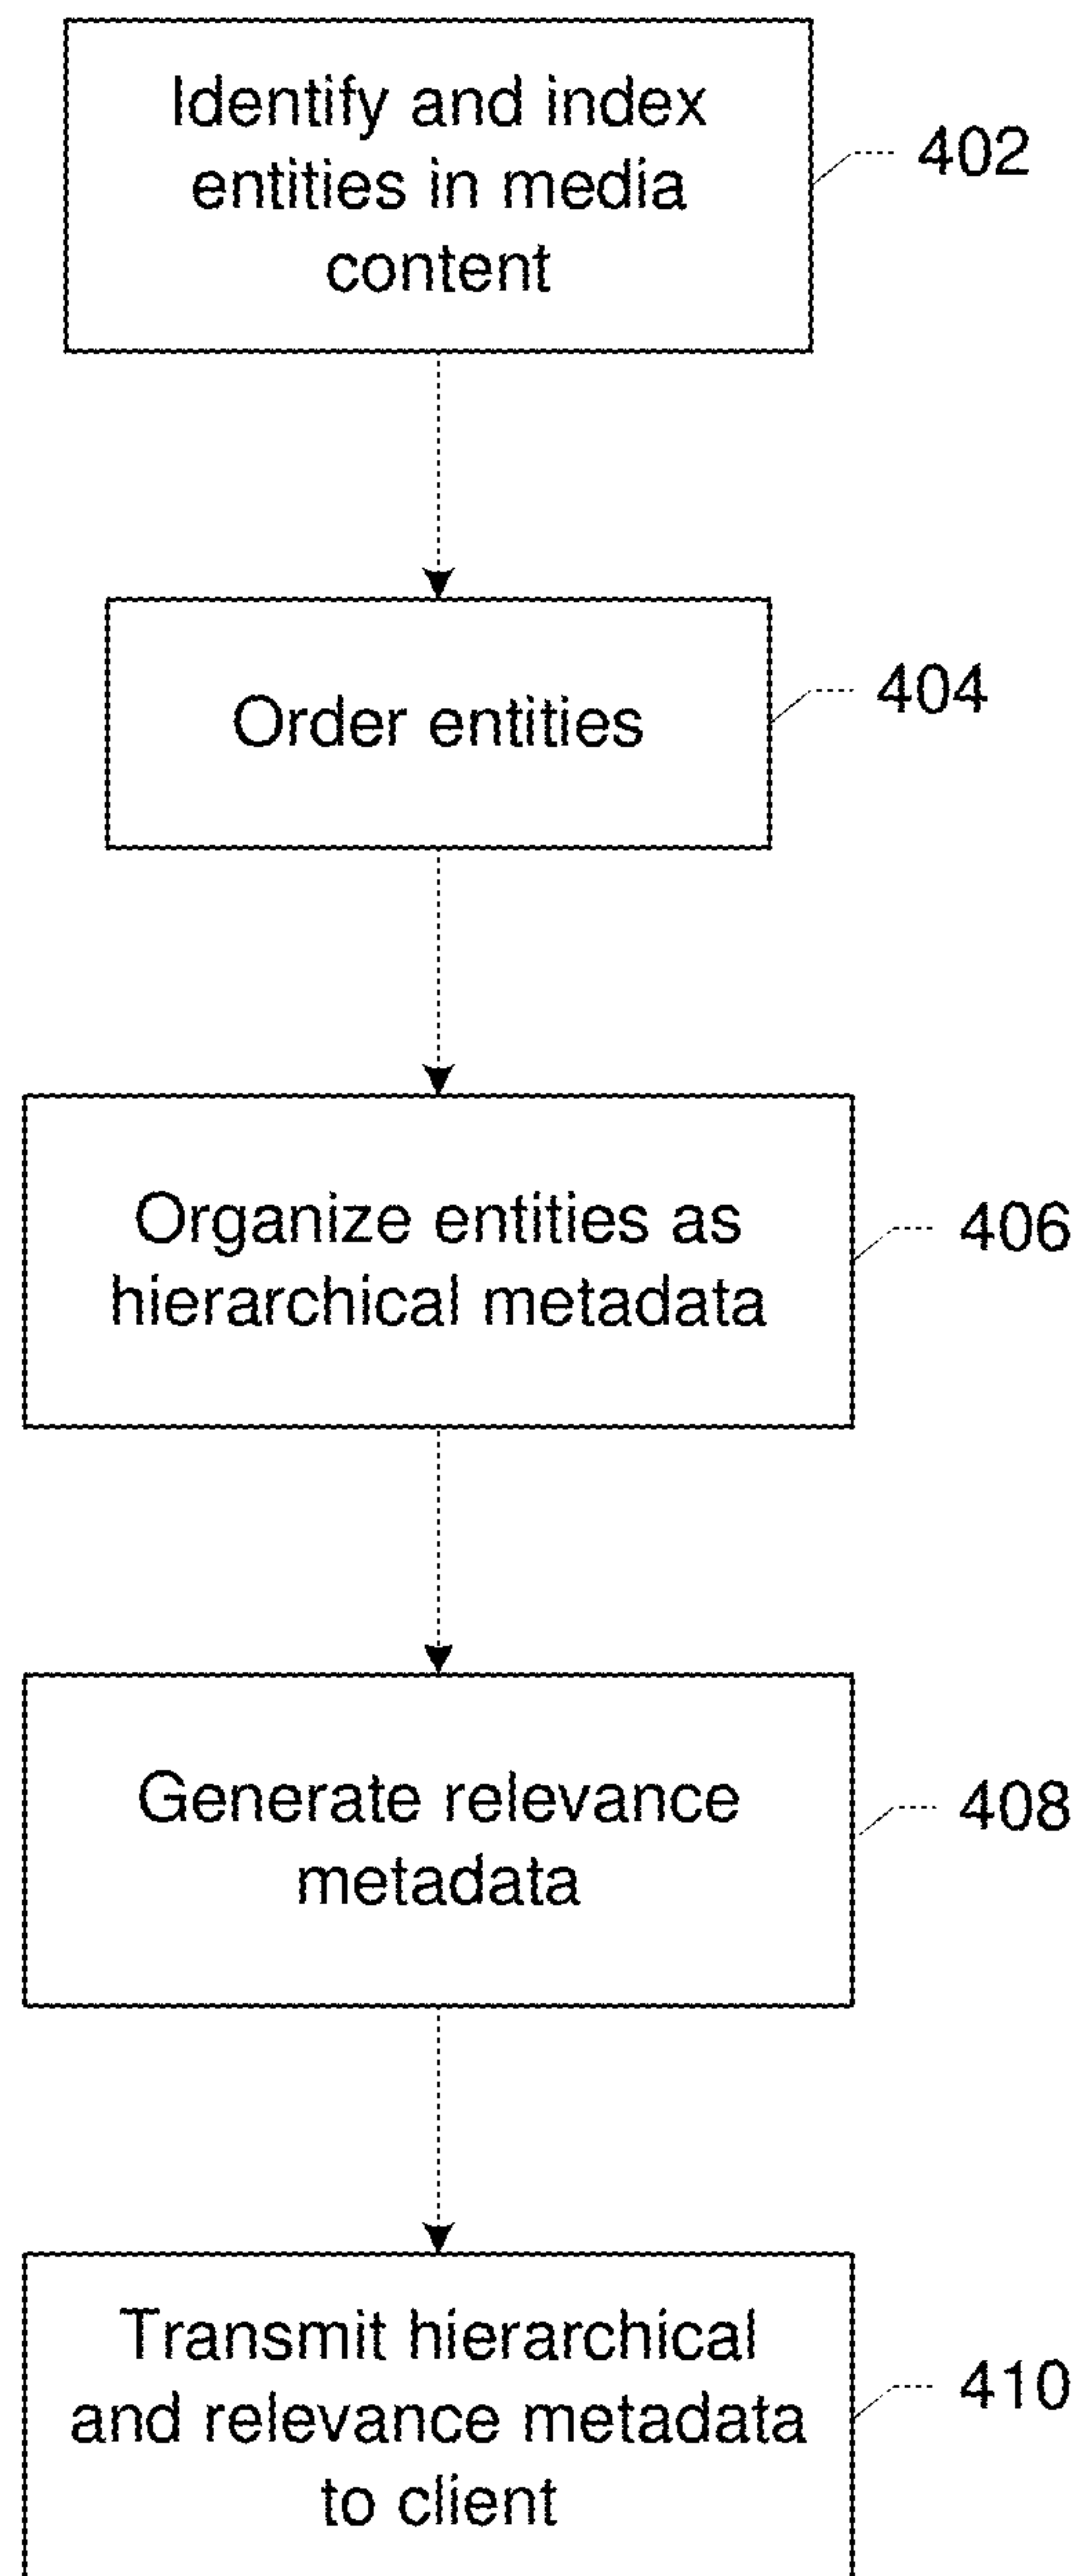 Identify and index
entities in media
content
402
Order entities
404
Organize entities as
hierarchical metadata
406
Generate relevance
metadata
408
Transmit hierarchical
and relevance metadata
to client
410